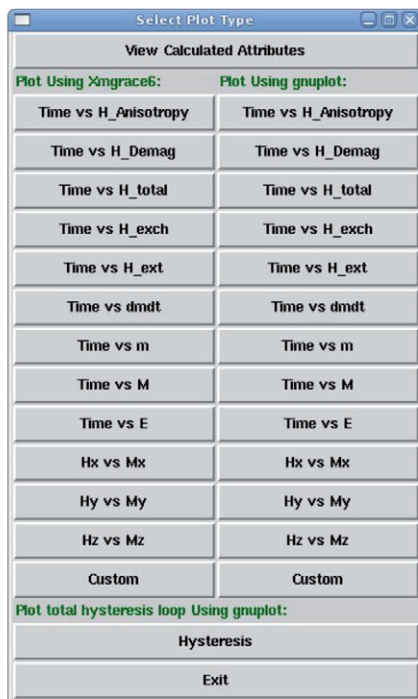 Select Plot Type
View Calculated Attributes
Plot Using Xmgrace6: Plot Using gnuplot:
Time vs H_Anisotropy Time vs H_Anisotropy
Time vs H_Demag Time vs H_Demag
Time vs H_total Time vs H_total
Time vs H_exch Time vs H_exch
Time vs H_ext Time vs H_ext
Time vs dmdt Time vs dmdt
Time vs m Time vs m
Time vs M Time vs M
Time vs E Time vs E
Hx vs Mx Hx vs Mx
Hy vs My Hy vs My
Hz vs Mz Hz vs Mz
Custom Custom
Plot total hysteresis loop Using gnuplot:
Hysteresis
Exit